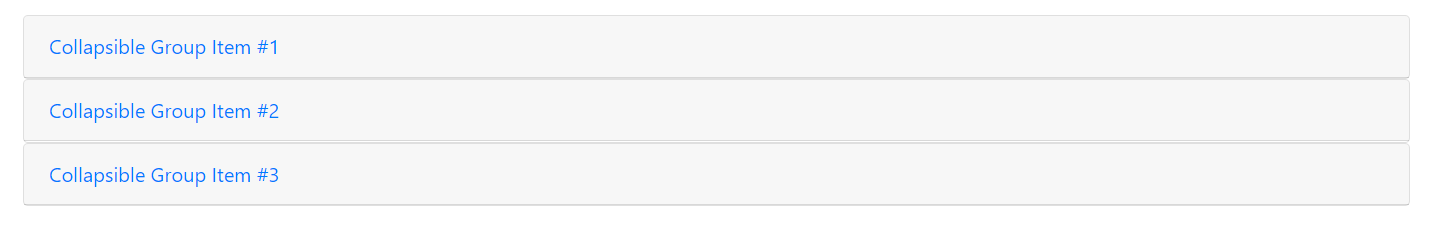 Collapsible Group Item #1
Collapsible Group Item #2
Collapsible Group Item #3